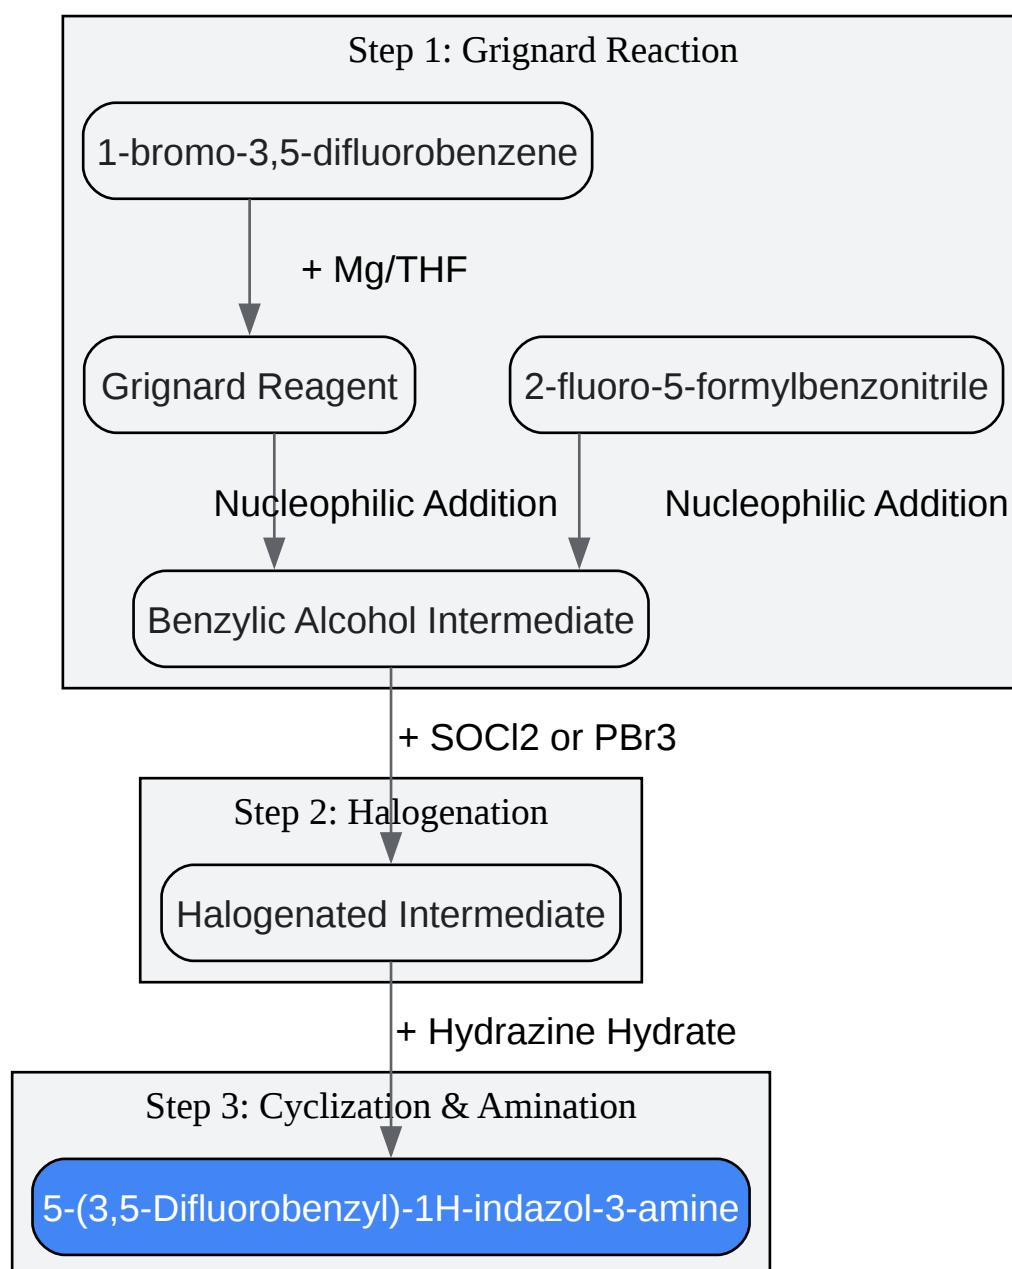 Step 1: Grignard Reaction
1-bromo-3,5-difluorobenzene
+ Mg/THF
Grignard Reagent
2-fluoro-5-formylbenzonitrile
Nucleophilic Addition
Nucleophilic Addition
Benzylic Alcohol Intermediate
+ SOCl2 or PBr3
Step 2: Halogenation
Halogenated Intermediate
+ Hydrazine Hydrate
Step 3: Cyclization & Amination
5-(3,5-Difluorobenzyl)-1H-indazol-3-amine